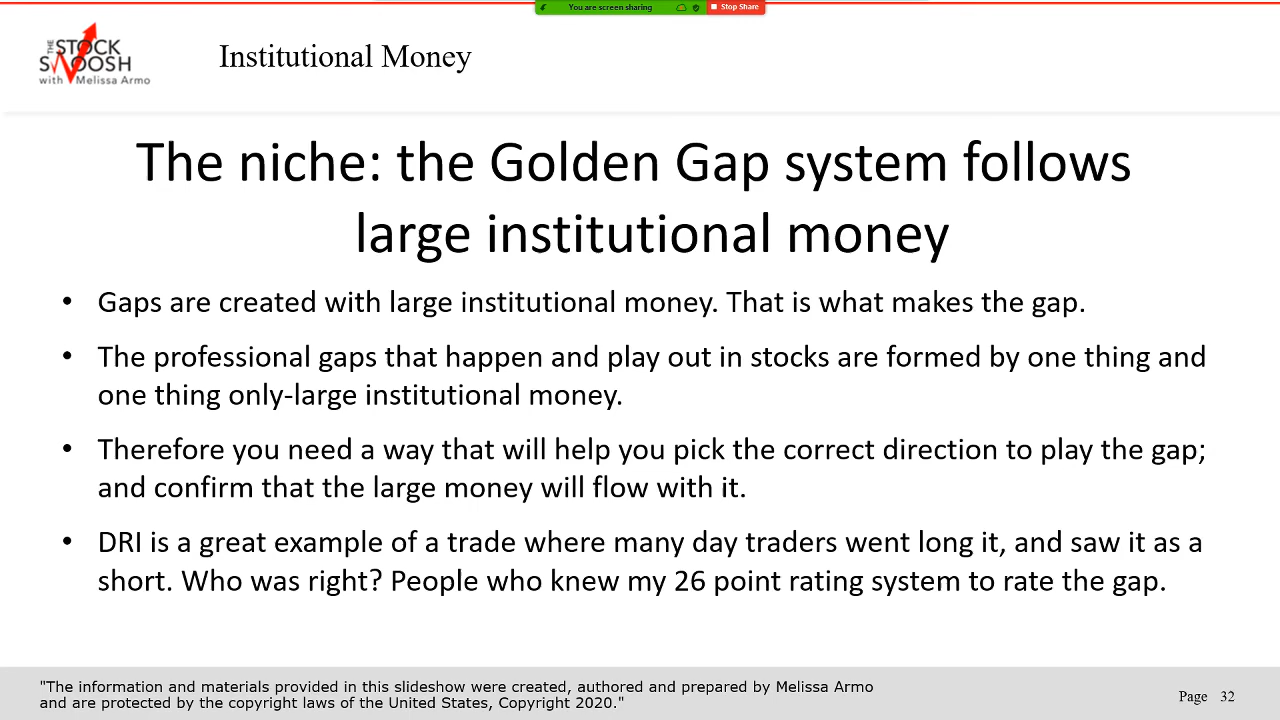 You are screen sharing
Stop Share
THE
STOCK
SWOOSH
with Melissa Armo
Institutional Money
The niche: the Golden Gap system follows
large institutional money
• Gaps are created with large institutional money. That is what makes the gap.
• The professional gaps that happen and play out in stocks are formed by one thing and
one thing only-large institutional money.
• Therefore you need a way that will help you pick the correct direction to play the gap;
and confirm that the large money will flow with it.
• DRI is a great example of a trade where many day traders went long it, and saw it as a
short. Who was right? People who knew my 26 point rating system to rate the gap.
"The information and materials provided in this slideshow were created, authored and prepared by Melissa Armo
and are protected by the copyright laws of the United States, Copyright 2020."
Page 32